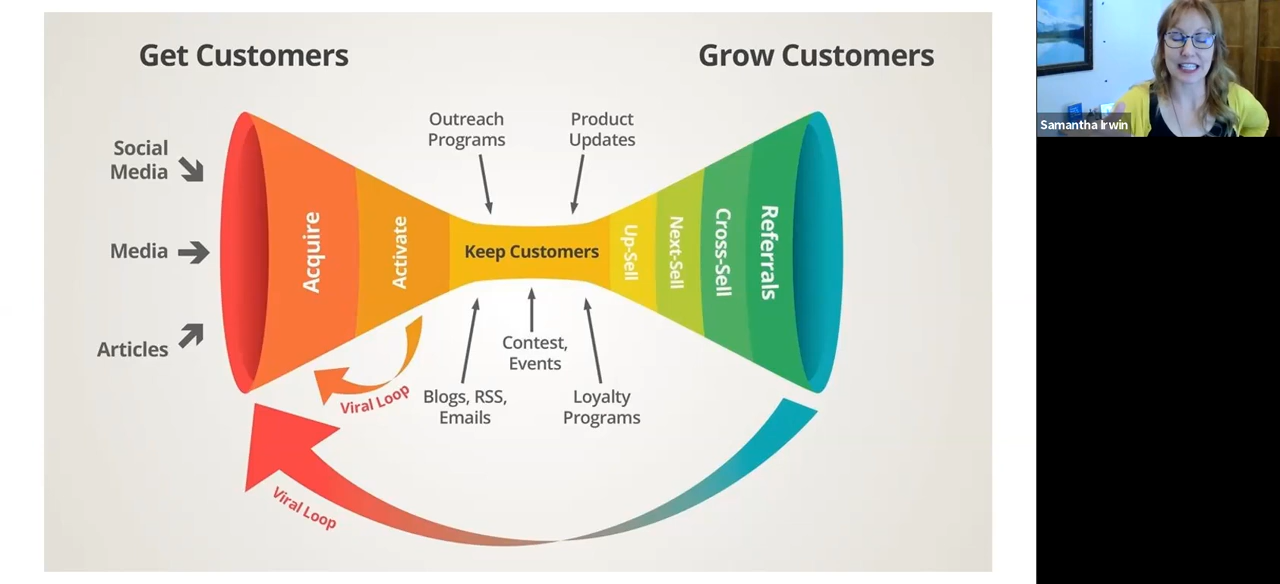 Get Customers
Grow Customers
Samantha Irwin
Outreach
Programs
Product
Updates
Social
Media
Media
Articles
Acquire
Activate
Keep Customers
Up-Sell
Next-Sell
Cross-Sell
Referrals
Contest,
Events
Blogs, RSS,
Emails
Loyalty
Programs
Viral Loop
Viral Loop